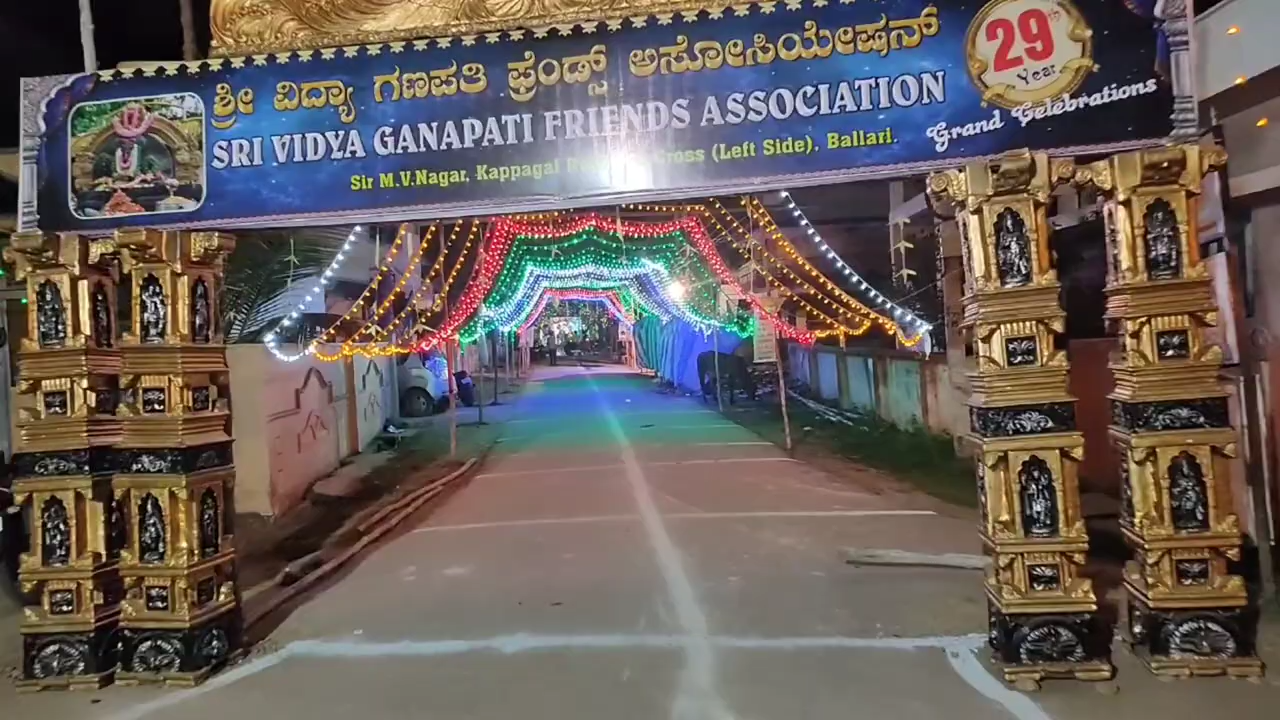 ಶ್ರೀ ವಿದ್ಯಾ ಗಣಪತಿ ಫ್ರೆಂಡ್ಸ್ ಅಸೋಸಿಯೇಷನ್
SRI VIDYA GANAPATI FRIENDS ASSOCIATION
Sir M.V.Nagar, Kappagal Cross (Left Side), Ballari.
29th
Year
Grand Celebrations